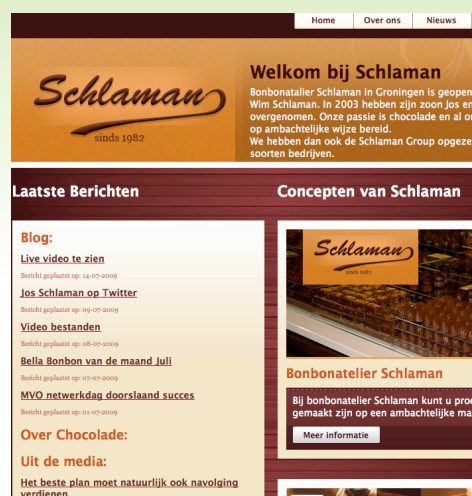 Home Over ons Nieuws
Schlaman
sinds 1982
Welkom bij Schlaman
Bonbonatalier Schlaman in Groningen is geopen
Wim Schlaman. In 2003 hebben zijn zoon Jos en
overgenomen. Onze passie is chocolade en al on
op ambachtelijke wijze bereid.
We hebben dan ook de Schlaman Group opgeze
soorten bedrijven.
Laatste Berichten
Blog:
Live video te zien
Bericht geplaatst op: 14-07-2009
Jos Schlaman op Twitter
Bericht geplaatst op: 09-07-2009
Video bestanden
Bericht geplaatst op: 08-07-2009
Bella Bonbon van de maand Juli
Bericht geplaatst op: 07-07-2009
MVO netwerkdag doorslaand succes
Bericht geplaatst op: 01-07-2009
Over Chocolade:
Uit de media:
Het beste plan moet natuurlijk ook navolging
verdienen
Concepten van Schlaman
Schlaman
sinds 1982
Bonbonatelier Schlaman
Bij bonbonatelier Schlaman kunt u prod
gemaakt zijn op een ambachtelijke ma
Meer informatie